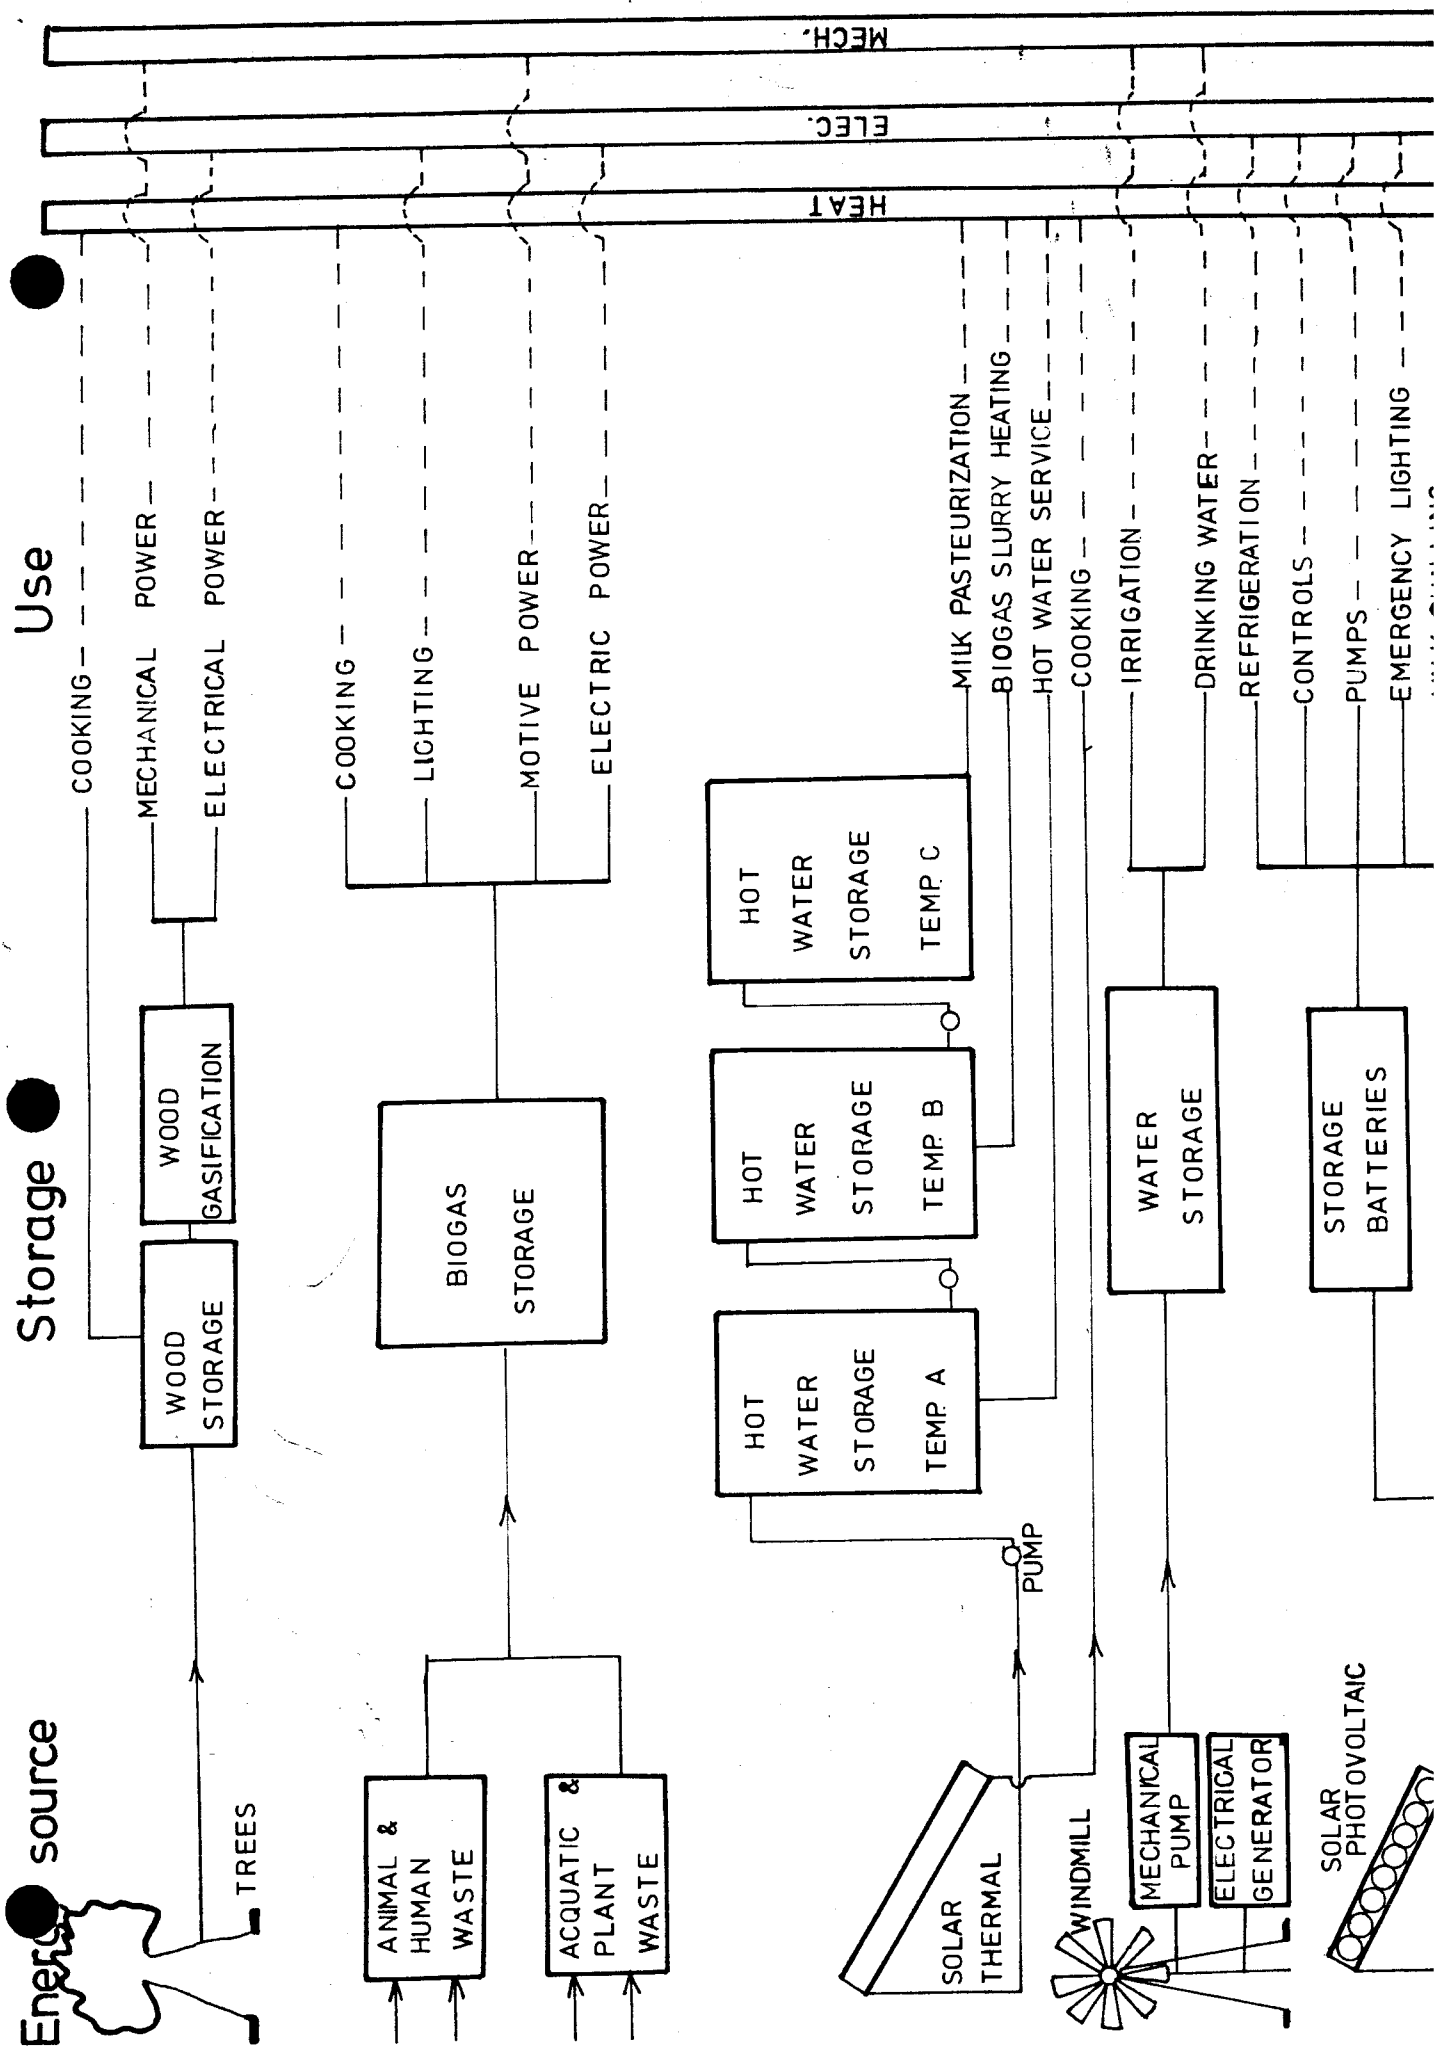 Energy source
Storage
Use
TREES
WOOD
STORAGE
WOOD
GASIFICATION
COOKING
MECHANICAL POWER
ELECTRICAL POWER
ANIMAL &
HUMAN
WASTE
ACQUATIC &
PLANT
WASTE
BIOGAS
STORAGE
COOKING
LIGHTING
MOTIVE POWER
ELECTRIC POWER
SOLAR
THERMAL
PUMP
HOT
WATER
STORAGE
TEMP. A
HOT
WATER
STORAGE
TEMP. B
HOT
WATER
STORAGE
TEMP. C
MILK PASTEURIZATION
BIOGAS SLURRY HEATING
HOT WATER SERVICE
COOKING
WINDMILL
MECHANICAL
PUMP
ELECTRICAL
GENERATOR
WATER
STORAGE
IRRIGATION
DRINKING WATER
SOLAR
PHOTOVOLTAIC
STORAGE
BATTERIES
REFRIGERATION
CONTROLS
PUMPS
EMERGENCY LIGHTING
HEAT
ELEC.
MECH.